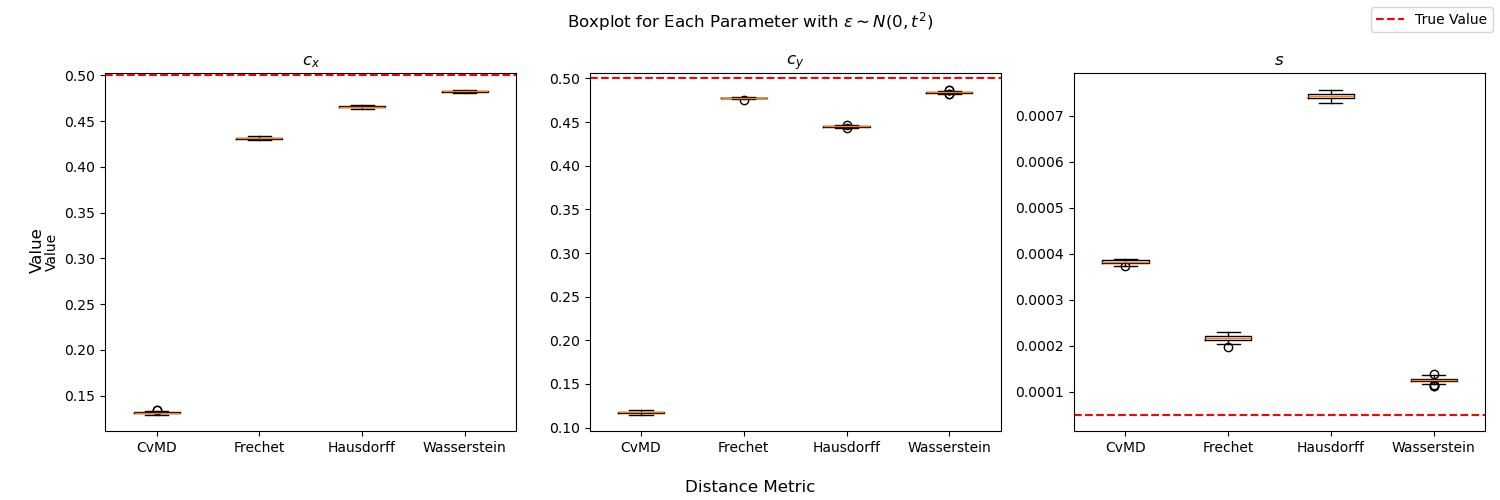 Boxplot for Each Parameter with ε ~ N(0, t²)
True Value
c_x
0.50
0.45
0.40
0.35
0.30
0.25
0.20
0.15
Value
Value
CvMD Frechet Hausdorff Wasserstein
c_y
0.50
0.45
0.40
0.35
0.30
0.25
0.20
0.15
0.10
CvMD Frechet Hausdorff Wasserstein
s
0.0007
0.0006
0.0005
0.0004
0.0003
0.0002
0.0001
CvMD Frechet Hausdorff Wasserstein
Distance Metric